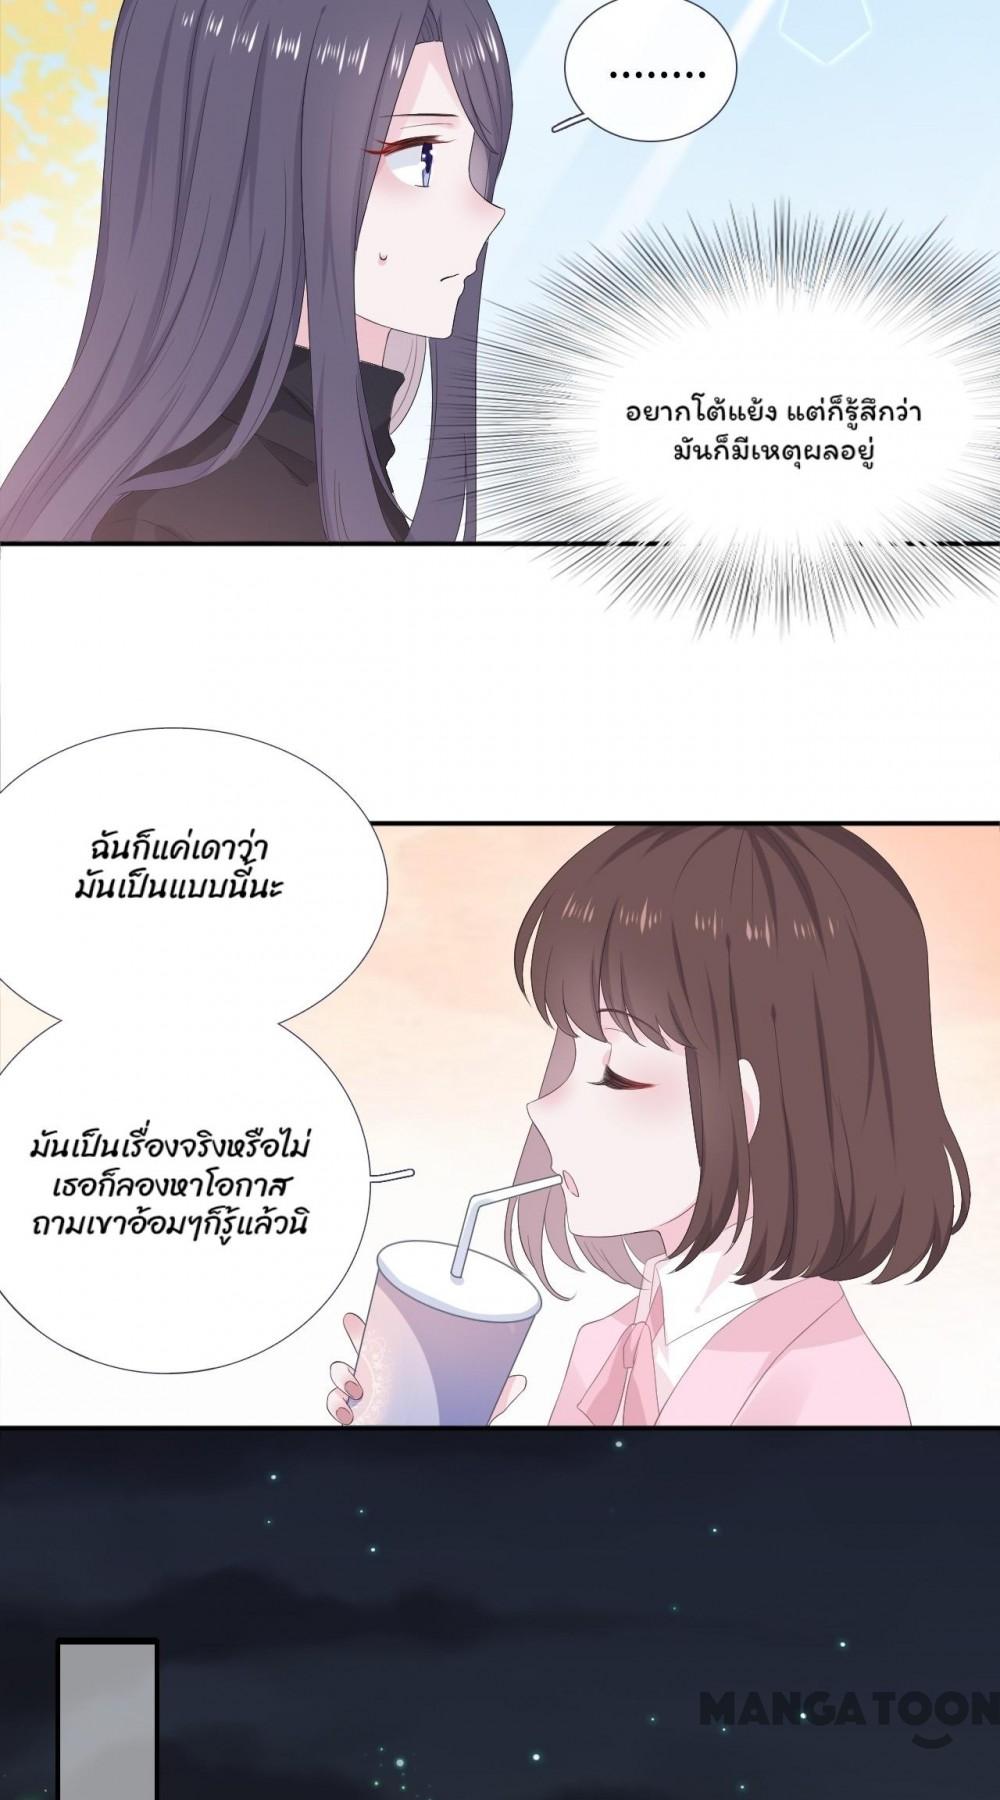 ........
อยากโต้แย้ง แต่ก็รู้สึกว่า
มันก็มีเหตุผลอยู่
ฉันก็แค่เดาว่า
มันเป็นแบบนี้นะ
มันเป็นเรื่องจริงหรือไม่
เธอก็ลองหาโอกาส
ถามเขาอ้อมๆก็รู้แล้วนิ
MANGATOON